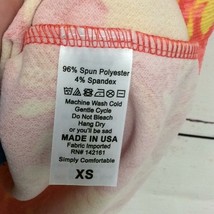 96% Spun Polyester
4% Spandex
Machine Wash Cold
Gentle Cycle
Do Not Bleach
Hang Dry
or you'll be sad
MADE IN USA
Fabric Imported
RN# 142161
Simply Comfortable
XS